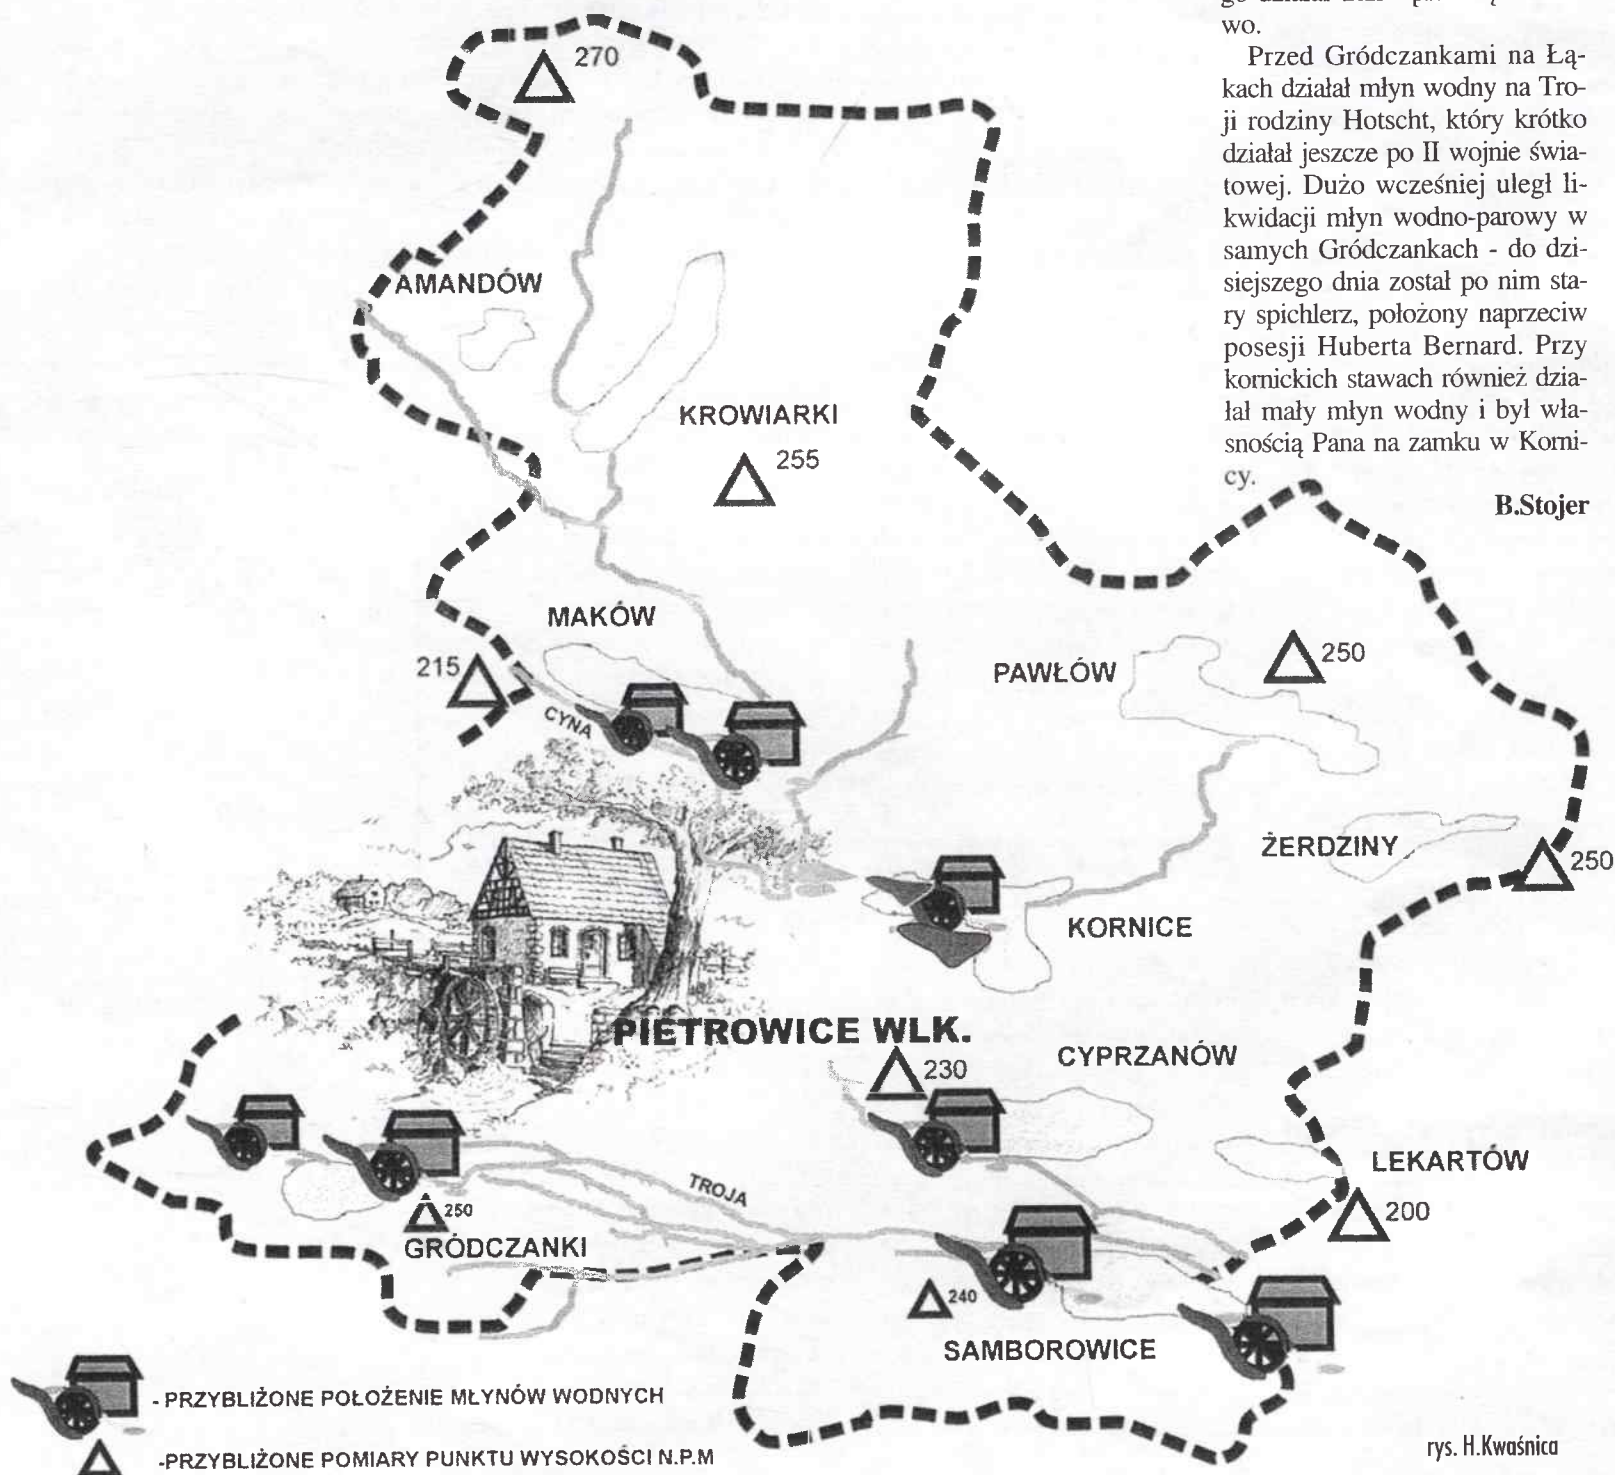 wo.
Przed Gródczankami na Łą-
kach działał młyn wodny na Tro-
ji rodziny Hotscht, który krótko
działał jeszcze po II wojnie świa-
towej. Dużo wcześniej uległ li-
kwidacji młyn wodno-parowy w
samych Gródczankach - do dzi-
siejszego dnia został po nim sta-
ry spichlerz, położony naprzeciw
posesji Huberta Bernard. Przy
kornickich stawach również dzia-
łał mały młyn wodny i był wła-
snością Pana na zamku w Korni-
cy.
B.Stojer
270
AMANDÓW
KROWIARKI
255
MAKÓW
215
CYNA
PAWŁÓW
250
ŻERDZINY
250
KORNICE
PIETROWICE WLK.
230
CYPRZANÓW
LEKARTÓW
200
TROJA
250
GRÓDCZANKI
240
SAMBOROWICE
- PRZYBLIŻONE POŁOŻENIE MŁYNÓW WODNYCH
-PRZYBLIŻONE POMIARY PUNKTU WYSOKOŚCI N.P.M
rys. H.Kwaśnica